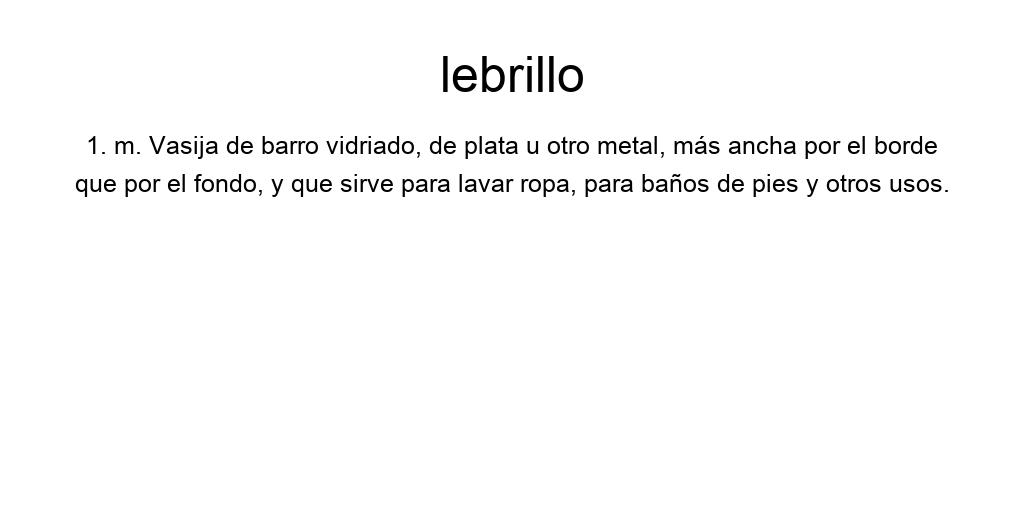 lebrillo
1. m. Vasija de barro vidriado, de plata u otro metal, más ancha por el borde
que por el fondo, y que sirve para lavar ropa, para baños de pies y otros usos.